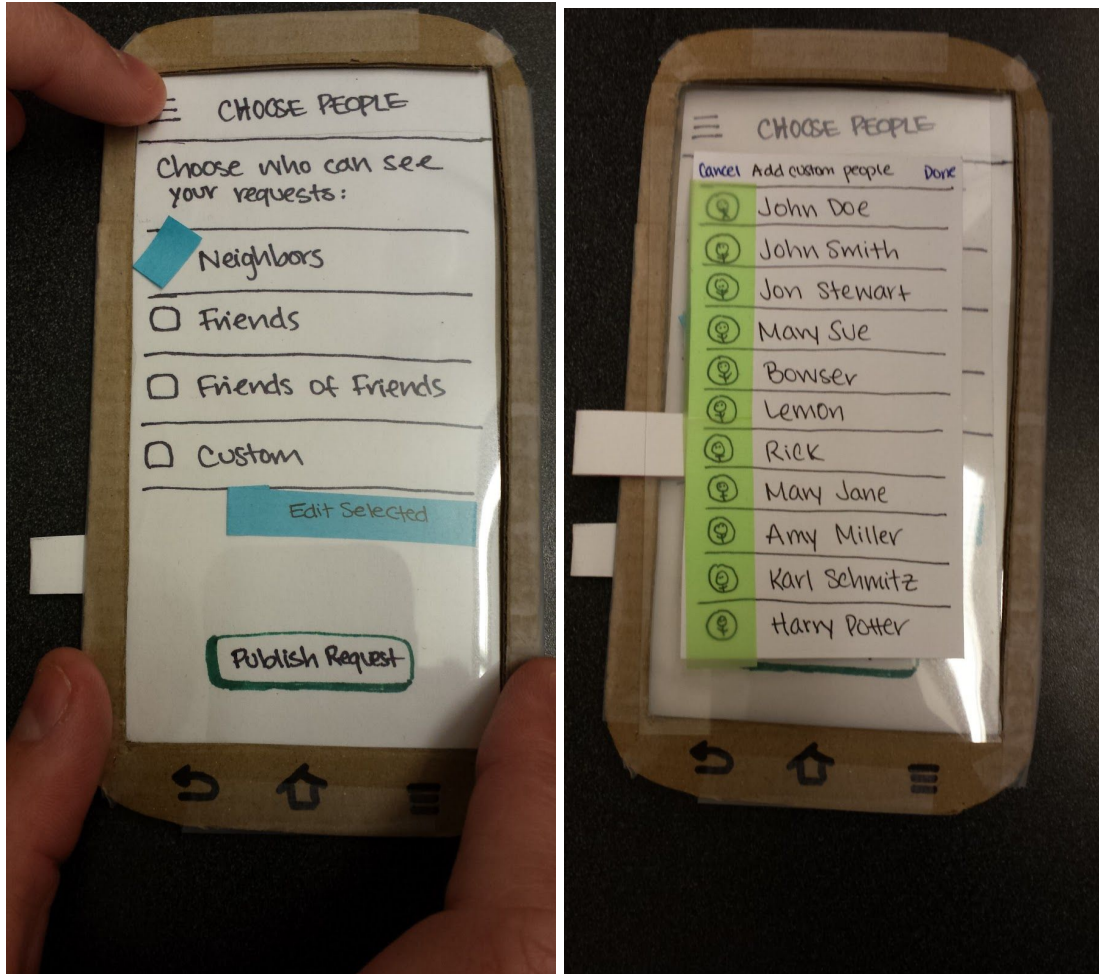 CHOOSE PEOPLE
Choose who can see
your requests:
Neighbors
Friends
Friends of Friends
Custom
Edit Selected
Publish Request
CHOOSE PEOPLE
Cancel Add custom people Done
John Doe
John Smith
Jon Stewart
Mary Sue
Bowser
Lemon
Rick
Mary Jane
Amy Miller
Karl Schmitz
Harry Potter